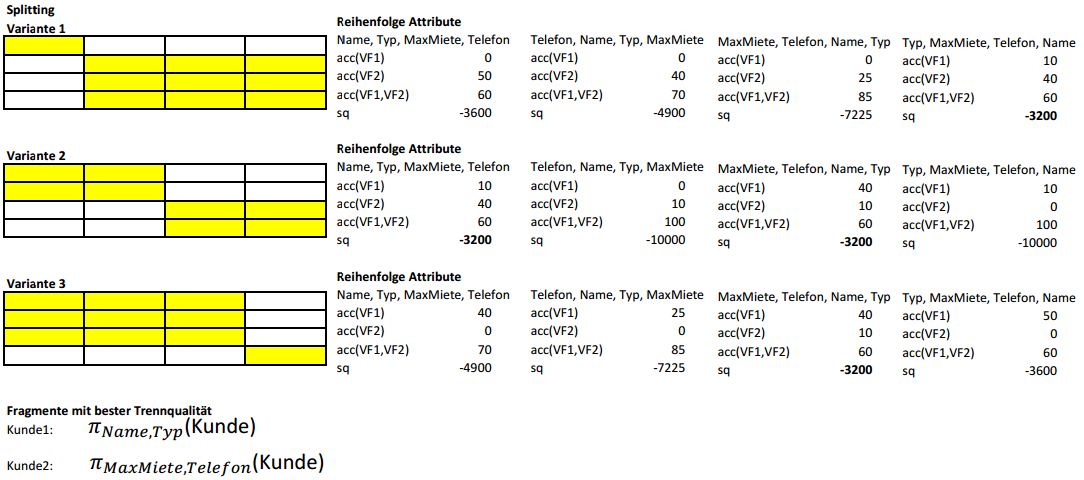 Splitting
Variante 1
Reihenfolge Attribute
Name, Typ, MaxMiete, Telefon Telefon, Name, Typ, MaxMiete MaxMiete, Telefon, Name, Typ Typ, MaxMiete, Telefon, Name
acc(VF1) 0 acc(VF1) 0 acc(VF1) 0 acc(VF1) 10
acc(VF2) 50 acc(VF2) 40 acc(VF2) 25 acc(VF2) 40
acc(VF1,VF2) 60 acc(VF1,VF2) 70 acc(VF1,VF2) 85 acc(VF1,VF2) 60
sq -3600 sq -4900 sq -7225 sq -3200
Variante 2
Reihenfolge Attribute
Name, Typ, MaxMiete, Telefon Telefon, Name, Typ, MaxMiete MaxMiete, Telefon, Name, Typ Typ, MaxMiete, Telefon, Name
acc(VF1) 10 acc(VF1) 0 acc(VF1) 40 acc(VF1) 10
acc(VF2) 40 acc(VF2) 10 acc(VF2) 10 acc(VF2) 0
acc(VF1,VF2) 60 acc(VF1,VF2) 100 acc(VF1,VF2) 60 acc(VF1,VF2) 100
sq -3200 sq -10000 sq -3200 sq -10000
Variante 3
Reihenfolge Attribute
Name, Typ, MaxMiete, Telefon Telefon, Name, Typ, MaxMiete MaxMiete, Telefon, Name, Typ Typ, MaxMiete, Telefon, Name
acc(VF1) 40 acc(VF1) 25 acc(VF1) 40 acc(VF1) 50
acc(VF2) 0 acc(VF2) 0 acc(VF2) 10 acc(VF2) 0
acc(VF1,VF2) 70 acc(VF1,VF2) 85 acc(VF1,VF2) 60 acc(VF1,VF2) 60
sq -4900 sq -7225 sq -3200 sq -3600
Fragmente mit bester Trennqualität
Kunde1: π Name,Typ (Kunde)
Kunde2: π MaxMiete,Telefon (Kunde)